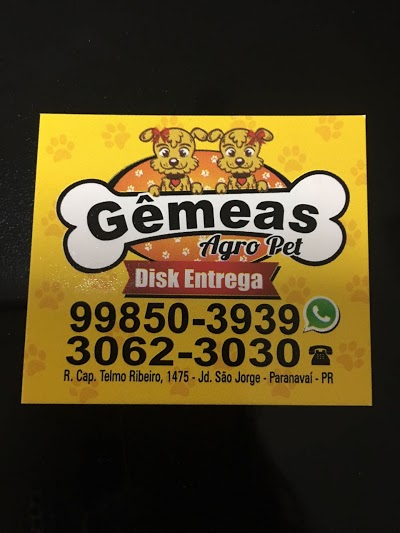 Gêmeas
Agro Pet
Disk Entrega
99850-3939
3062-3030
R. Cap. Telmo Ribeiro, 1475 - Jd. São Jorge - Paranavaí - PR